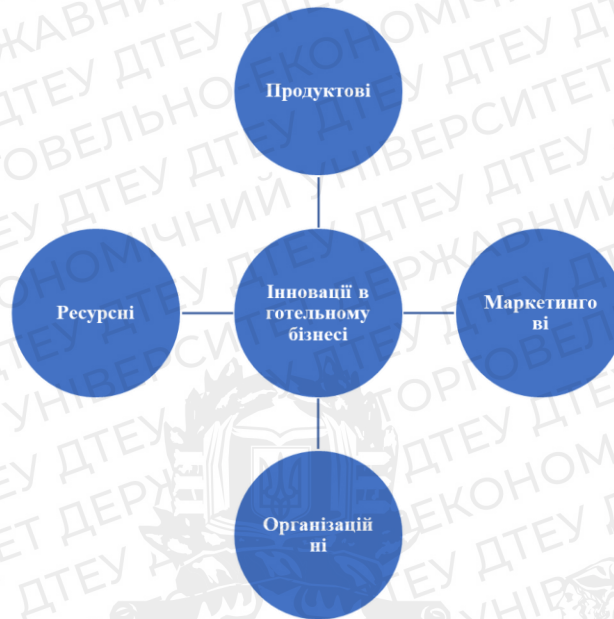 Продуктові
Ресурсні
Інновації в
готельному
бізнесі
Маркетинго
ві
Організацій
ні